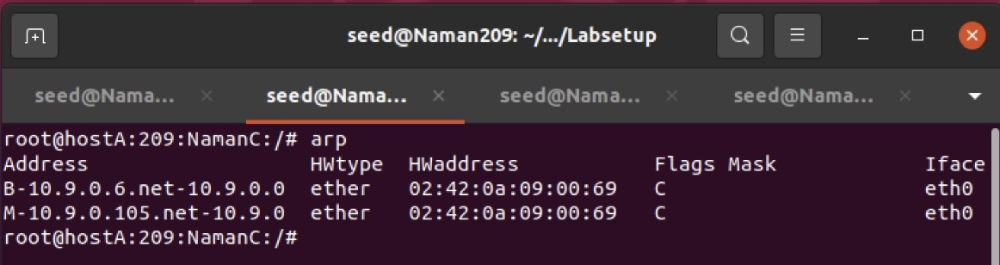 seed@Naman209: ~/.../Labsetup
seed@Nama... seed@Nama... seed@Nama... seed@Nama...
root@hostA:209:NamanC:/# arp
Address HWtype HWaddress Flags Mask Iface
B-10.9.0.6.net-10.9.0.0 ether 02:42:0a:09:00:69 C eth0
M-10.9.0.105.net-10.9.0 ether 02:42:0a:09:00:69 C eth0
root@hostA:209:NamanC:/#